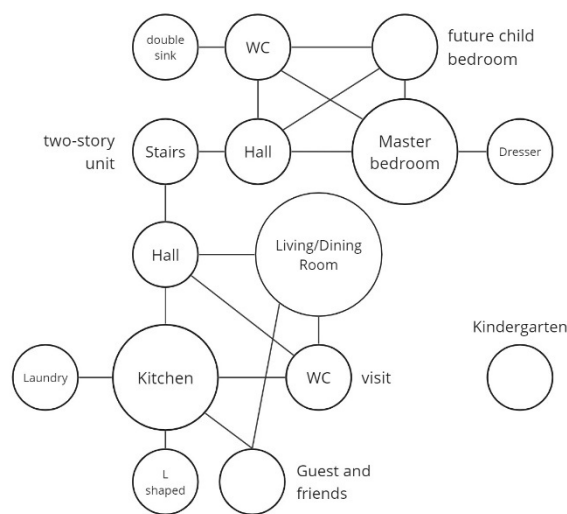 double
sink
WC
future child
bedroom
two-story
unit
Stairs
Hall
Master
bedroom
Dresser
Hall
Living/Dining
Room
Kindergarten
Laundry
Kitchen
WC
visit
L
shaped
Guest and
friends